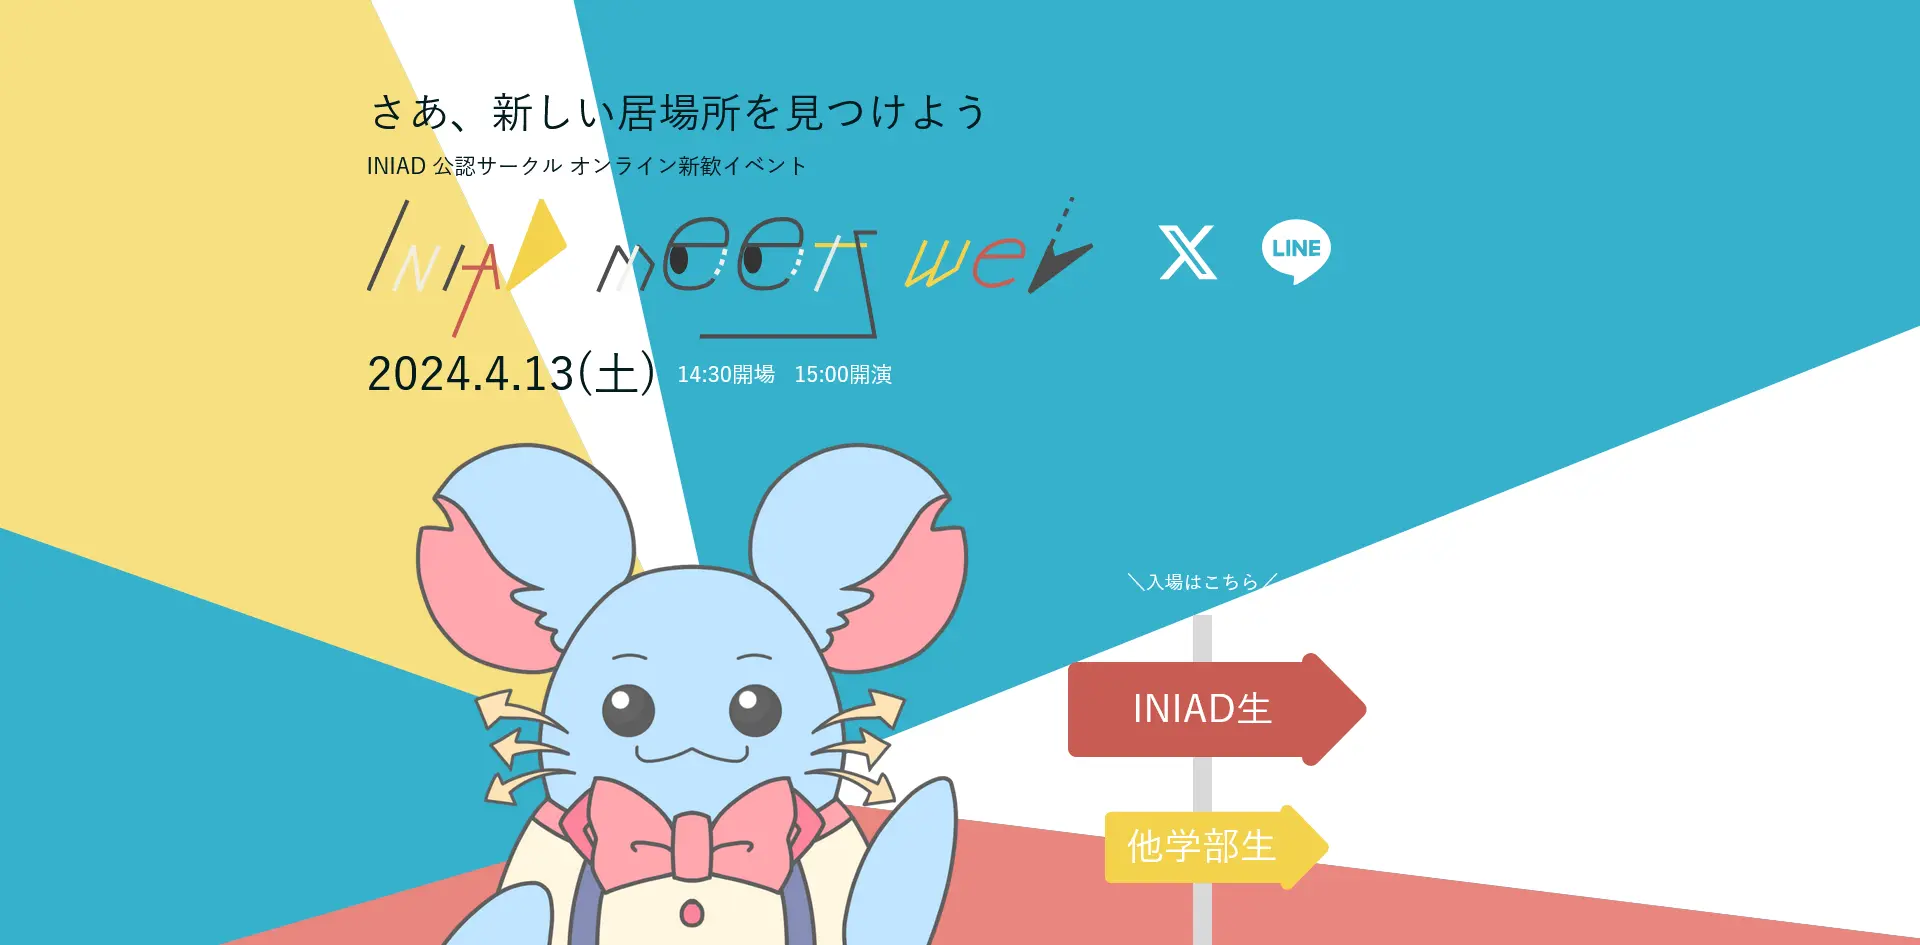 さあ、新しい居場所を見つけよう
INIAD 公認サークル オンライン新歓イベント
INIAD meets web
LINE
2024.4.13(土) 14:30開場 15:00開演
＼入場はこちら／
INIAD生
他学部生